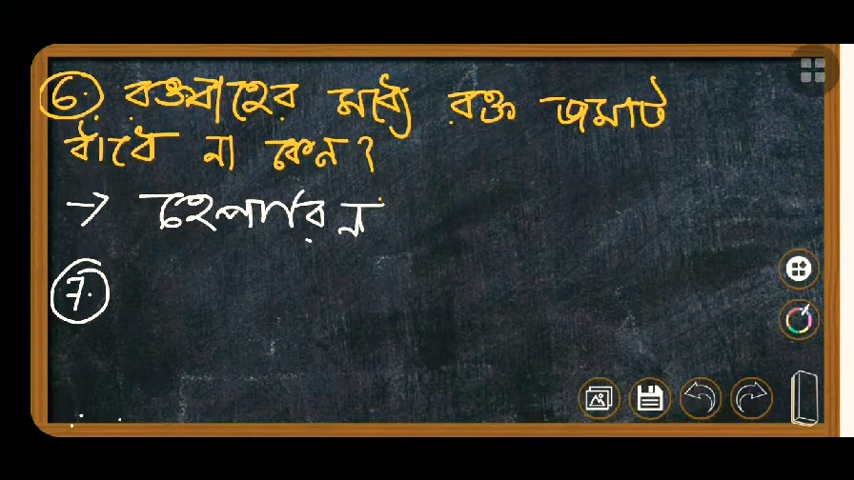 6. রক্তবাহের মধ্যে রক্ত জমাট
বাঁধে না কেন?
→ হেপারিন
7.